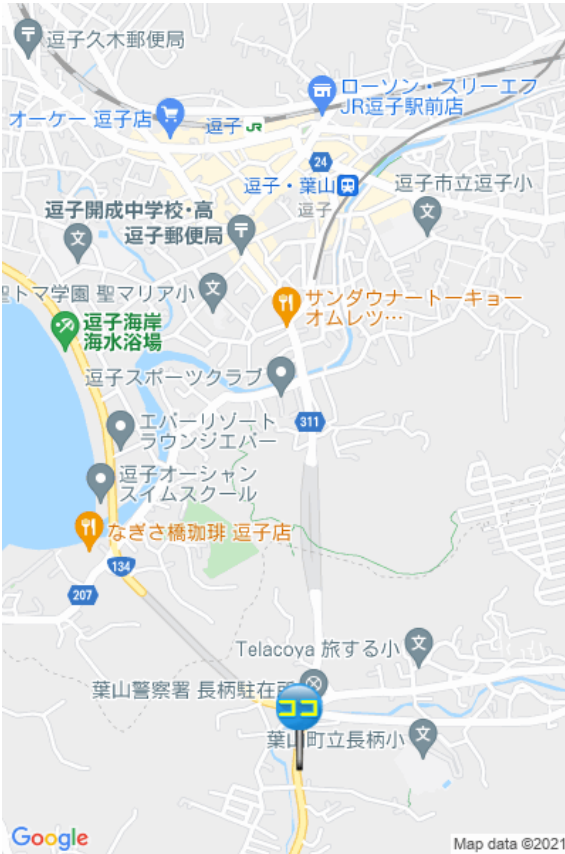 逗子久木郵便局
ローソン・スリーエフ
JR逗子駅前店
オーケー 逗子店
逗子 JR
24
逗子・葉山
逗子市立逗子小
逗子
逗子開成中学校・高
逗子郵便局
聖トマ学園 聖マリア小
サンダウナートーキョー
オムレツ…
逗子海岸
海水浴場
逗子スポーツクラブ
311
エバーリゾート
ラウンジエバー
逗子オーシャン
スイムスクール
なぎさ橋珈琲 逗子店
134
207
Telacoya 旅する小
葉山警察署 長柄駐在所
ココ
葉山町立長柄小
Google
Map data ©2021